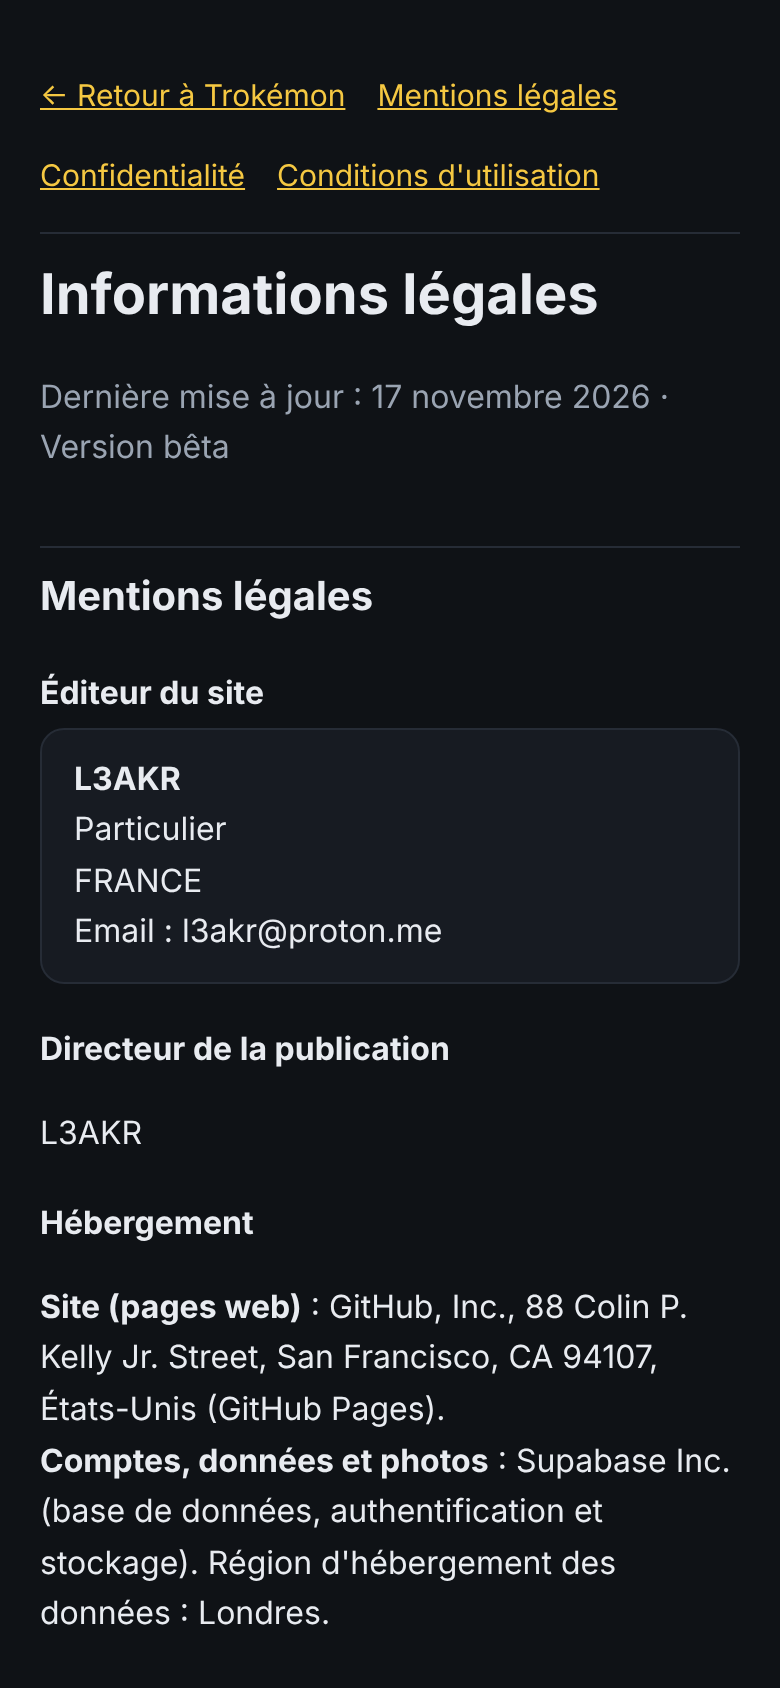 ← Retour à Trokémon Mentions légales
Confidentialité Conditions d'utilisation
Informations légales
Dernière mise à jour : 17 novembre 2026 ·
Version bêta
Mentions légales
Éditeur du site
L3AKR
Particulier
FRANCE
Email : l3akr@proton.me
Directeur de la publication
L3AKR
Hébergement
Site (pages web) : GitHub, Inc., 88 Colin P.
Kelly Jr. Street, San Francisco, CA 94107,
États-Unis (GitHub Pages).
Comptes, données et photos : Supabase Inc.
(base de données, authentification et
stockage). Région d'hébergement des
données : Londres.